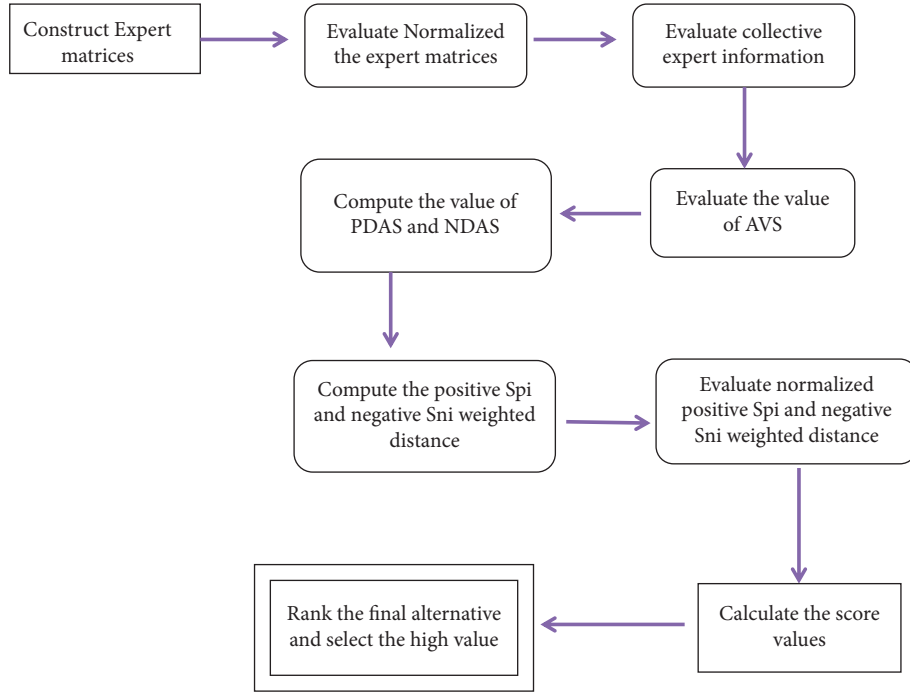 Construct Expert
matrices
Evaluate Normalized
the expert matrices
Evaluate collective
expert information
Evaluate the value
of AVS
Compute the value of
PDAS and NDAS
Compute the positive Spi
and negative Sni weighted
distance
Evaluate normalized
positive Spi and negative
Sni weighted distance
Calculate the score
values
Rank the final alternative
and select the high value